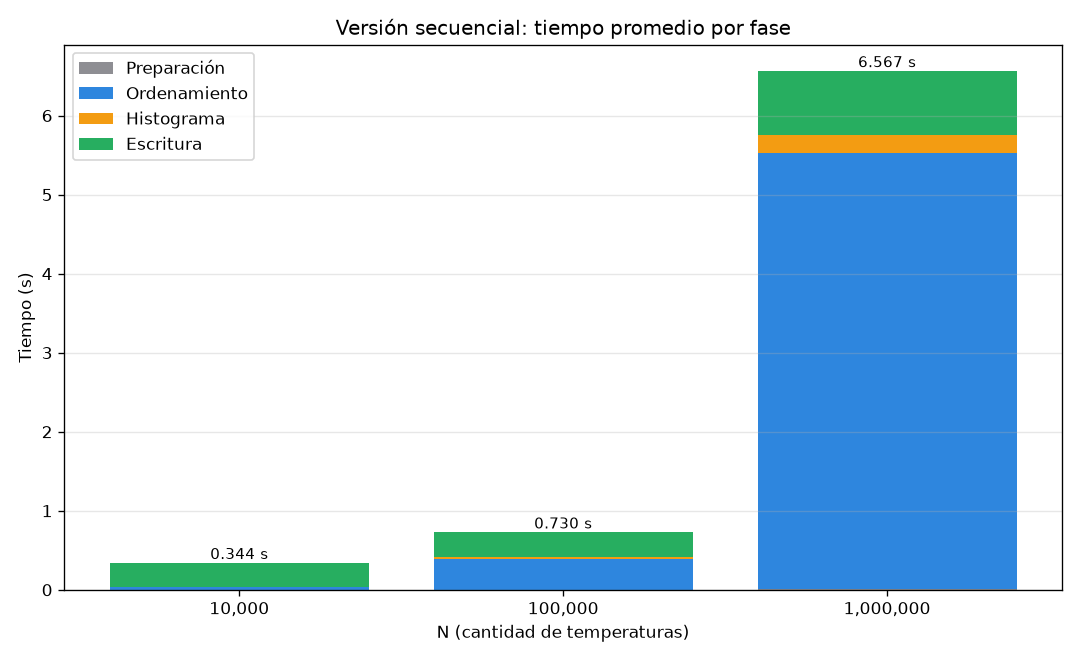 Versión secuencial: tiempo promedio por fase
Preparación
Ordenamiento
Histograma
Escritura
6.567 s
0.730 s
0.344 s
Tiempo (s)
6
5
4
3
2
1
0
10,000
100,000
1,000,000
N (cantidad de temperaturas)